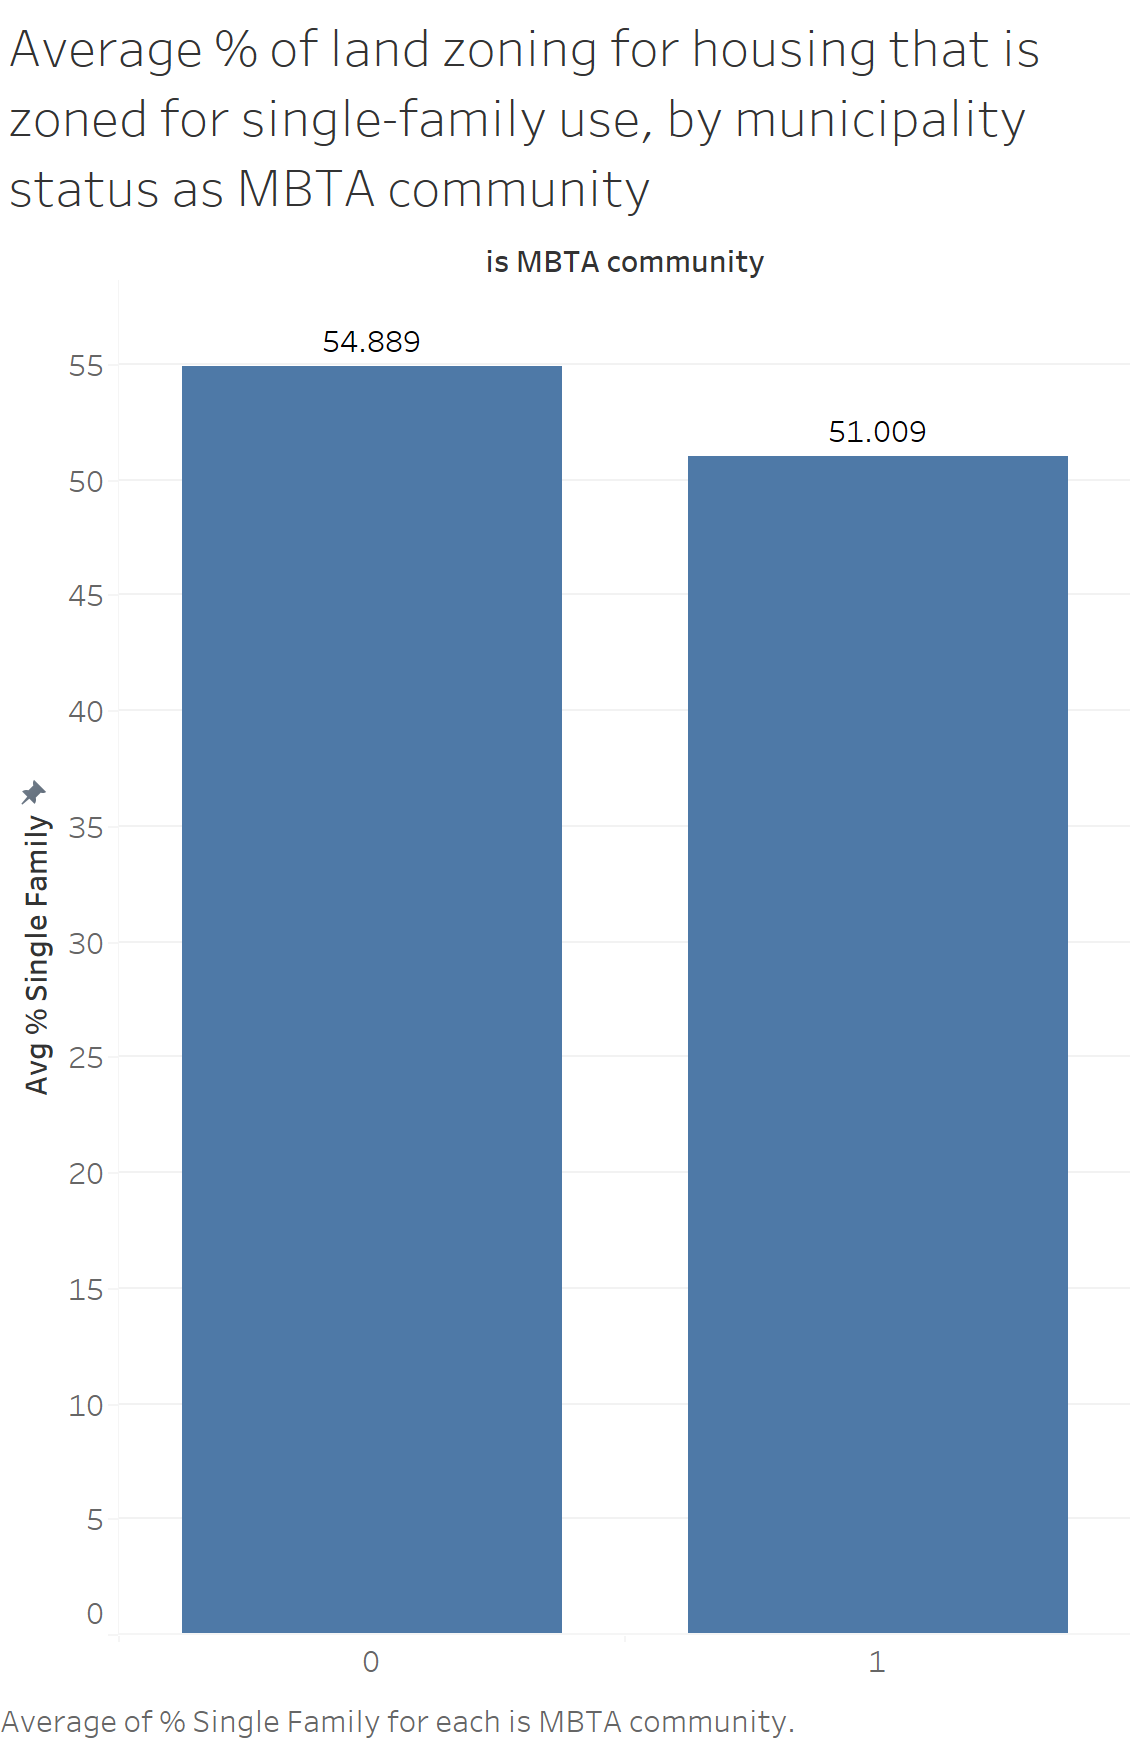 Average % of land zoning for housing that is
zoned for single-family use, by municipality
status as MBTA community
is MBTA community
54.889
51.009
55
50
45
40
35
30
25
20
15
10
5
0
Avg % Single Family
0
1
Average of % Single Family for each is MBTA community.